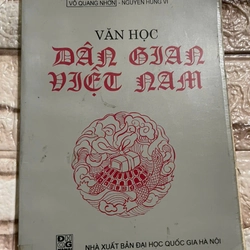 VÕ QUANG NHƠN - NGUYỄN HÙNG VĨ
VĂN HỌC
DÂN GIAN
VIỆT NAM
NHÀ XUẤT BẢN ĐẠI HỌC QUỐC GIA HÀ NỘI